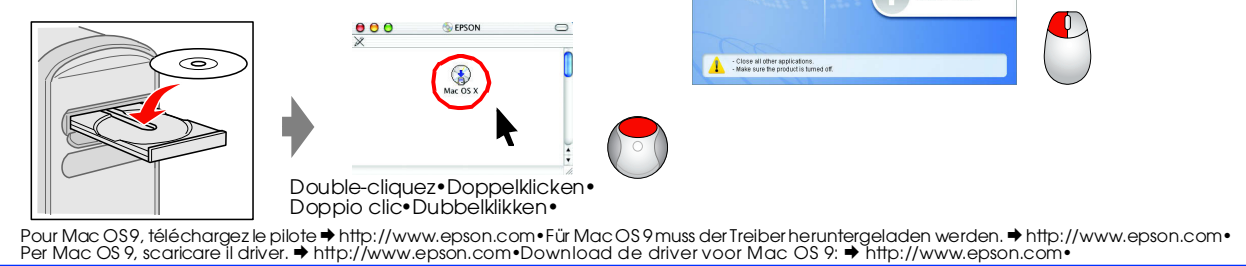 EPSON
Mac OS X
- Close all other applications.
- Make sure the product is turned off.
Double-cliquez•Doppelklicken•
Doppio clic•Dubbelklikken•
Pour Mac OS 9, téléchargez le pilote ➡ http://www.epson.com•Für Mac OS 9 muss der Treiber heruntergeladen werden. ➡ http://www.epson.com•
Per Mac OS 9, scaricare il driver. ➡ http://www.epson.com•Download de driver voor Mac OS 9: ➡ http://www.epson.com•